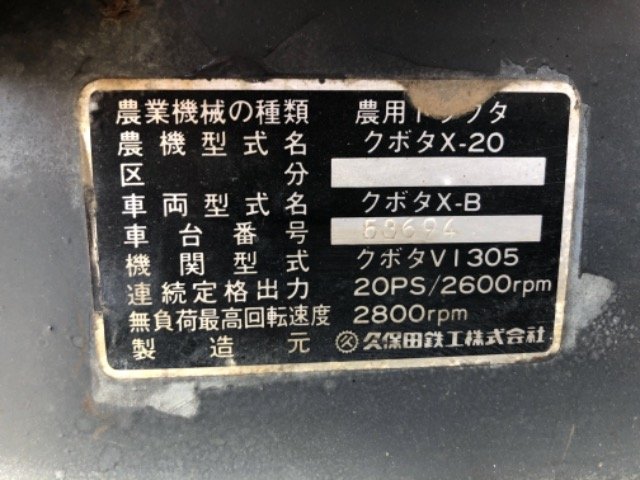 農業機械の種類 農用トラクタ
農機型式名 クボタX-20
区分
車両型式名 クボタX-B
車台番号
機関型式 クボタV1305
連続定格出力 20PS/2600rpm
無負荷最高回転速度 2800rpm
製造元 久保田鉄工株式会社